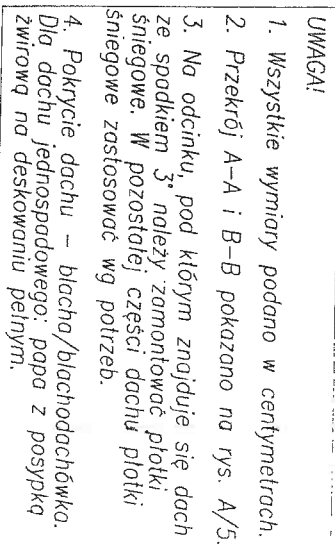 UWAGA!
1. Wszystkie wymiary podano w centymetrach.
2. Przekrój A-A i B-B pokazano na rys. A/5.
3. Na odcinku, pod którym znajduje się dach
ze spadkiem 3° należy zamontować płotki
śniegowe. W pozostałej części dachu płotki
śniegowe zastosować wg potrzeb.
4. Pokrycie dachu – blacha/blachodachówka.
Dla dachu jednospadowego: papa z posypką
żwirową na deskowaniu pełnym.